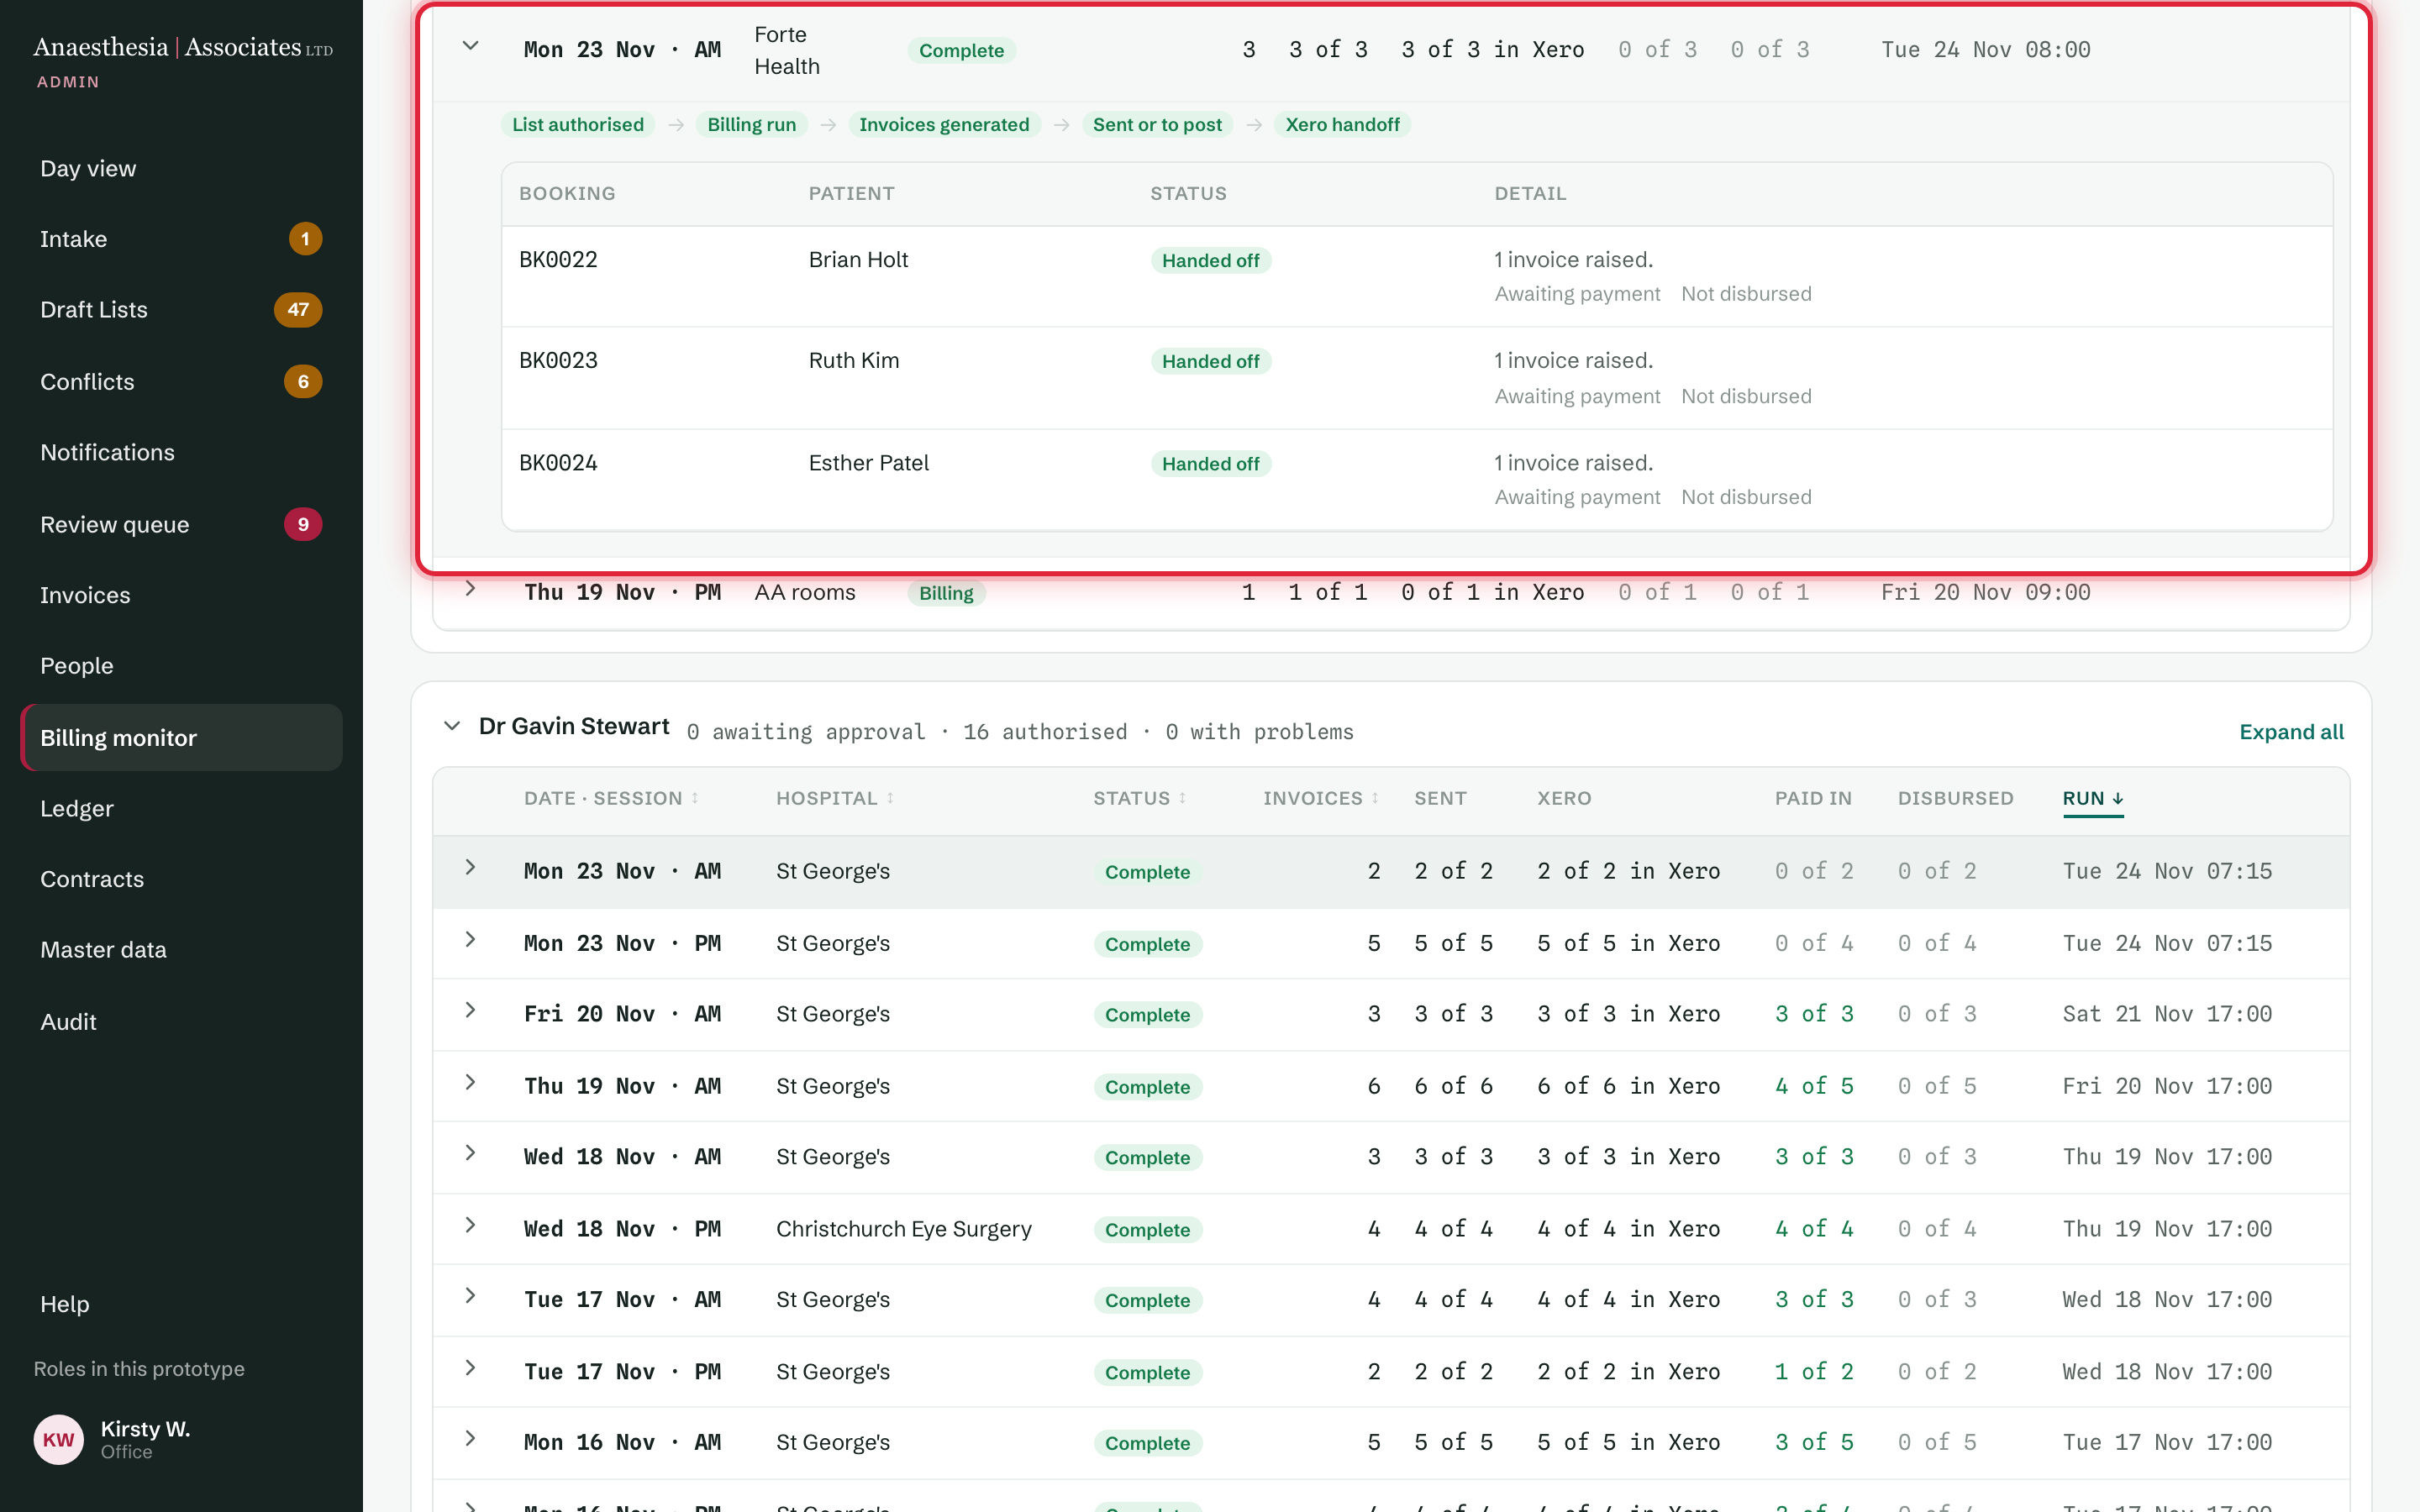 Anaesthesia | Associates LTD
ADMIN
Day view
Intake 1
Draft Lists 47
Conflicts 6
Notifications
Review queue 9
Invoices
People
Billing monitor
Ledger
Contracts
Master data
Audit
Help
Roles in this prototype
KW Kirsty W.
Office
Mon 23 Nov · AM Forte Health Complete 3 3 of 3 3 of 3 in Xero 0 of 3 0 of 3 Tue 24 Nov 08:00
List authorised → Billing run → Invoices generated → Sent or to post → Xero handoff
BOOKING PATIENT STATUS DETAIL
BK0022 Brian Holt Handed off 1 invoice raised.
Awaiting payment Not disbursed
BK0023 Ruth Kim Handed off 1 invoice raised.
Awaiting payment Not disbursed
BK0024 Esther Patel Handed off 1 invoice raised.
Awaiting payment Not disbursed
Thu 19 Nov · PM AA rooms Billing 1 1 of 1 0 of 1 in Xero 0 of 1 0 of 1 Fri 20 Nov 09:00
Dr Gavin Stewart 0 awaiting approval · 16 authorised · 0 with problems Expand all
DATE · SESSION ↕ HOSPITAL ↕ STATUS ↕ INVOICES ↕ SENT XERO PAID IN DISBURSED RUN ↓
Mon 23 Nov · AM St George's Complete 2 2 of 2 2 of 2 in Xero 0 of 2 0 of 2 Tue 24 Nov 07:15
Mon 23 Nov · PM St George's Complete 5 5 of 5 5 of 5 in Xero 0 of 4 0 of 4 Tue 24 Nov 07:15
Fri 20 Nov · AM St George's Complete 3 3 of 3 3 of 3 in Xero 3 of 3 0 of 3 Sat 21 Nov 17:00
Thu 19 Nov · AM St George's Complete 6 6 of 6 6 of 6 in Xero 4 of 5 0 of 5 Fri 20 Nov 17:00
Wed 18 Nov · AM St George's Complete 3 3 of 3 3 of 3 in Xero 3 of 3 0 of 3 Thu 19 Nov 17:00
Wed 18 Nov · PM Christchurch Eye Surgery Complete 4 4 of 4 4 of 4 in Xero 4 of 4 0 of 4 Thu 19 Nov 17:00
Tue 17 Nov · AM St George's Complete 4 4 of 4 4 of 4 in Xero 3 of 3 0 of 3 Wed 18 Nov 17:00
Tue 17 Nov · PM St George's Complete 2 2 of 2 2 of 2 in Xero 1 of 2 0 of 2 Wed 18 Nov 17:00
Mon 16 Nov · AM St George's Complete 5 5 of 5 5 of 5 in Xero 3 of 5 0 of 5 Tue 17 Nov 17:00